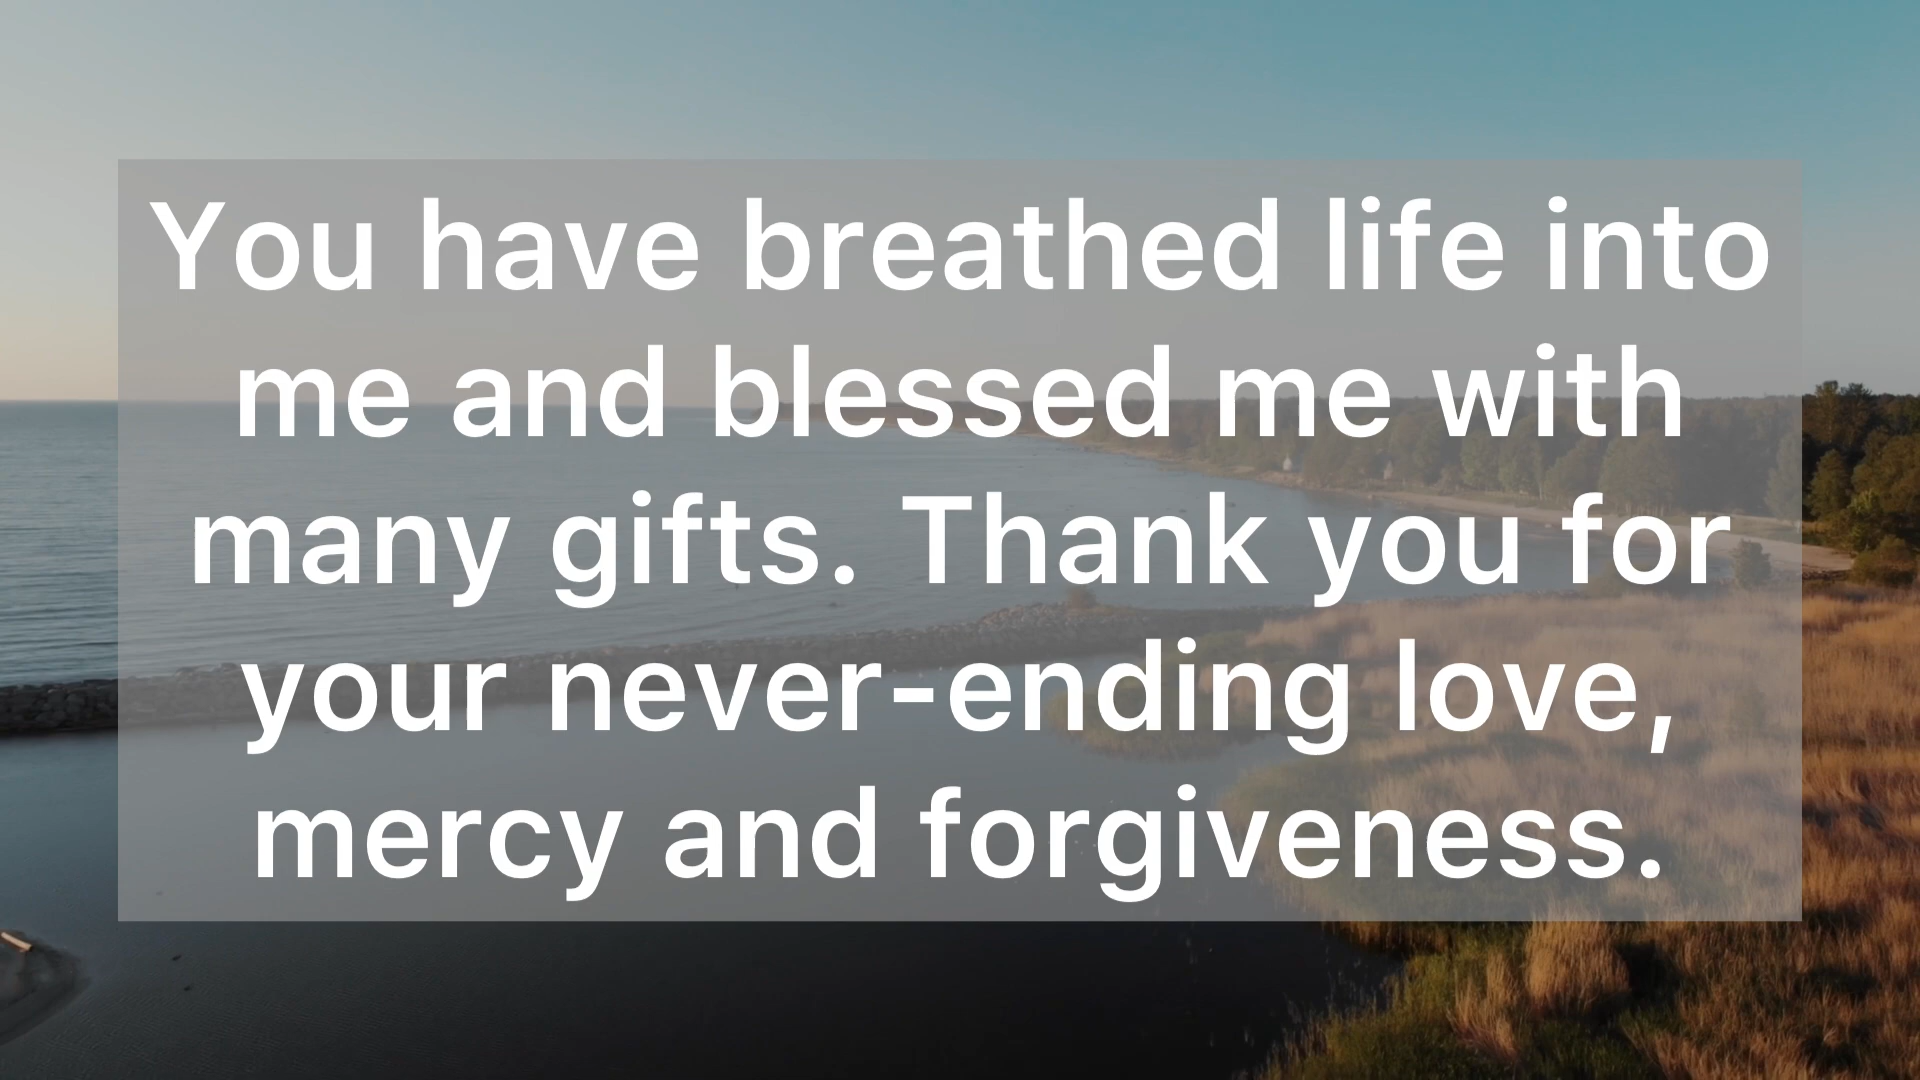 You have breathed life into
me and blessed me with
many gifts. Thank you for
your never-ending love,
mercy and forgiveness.